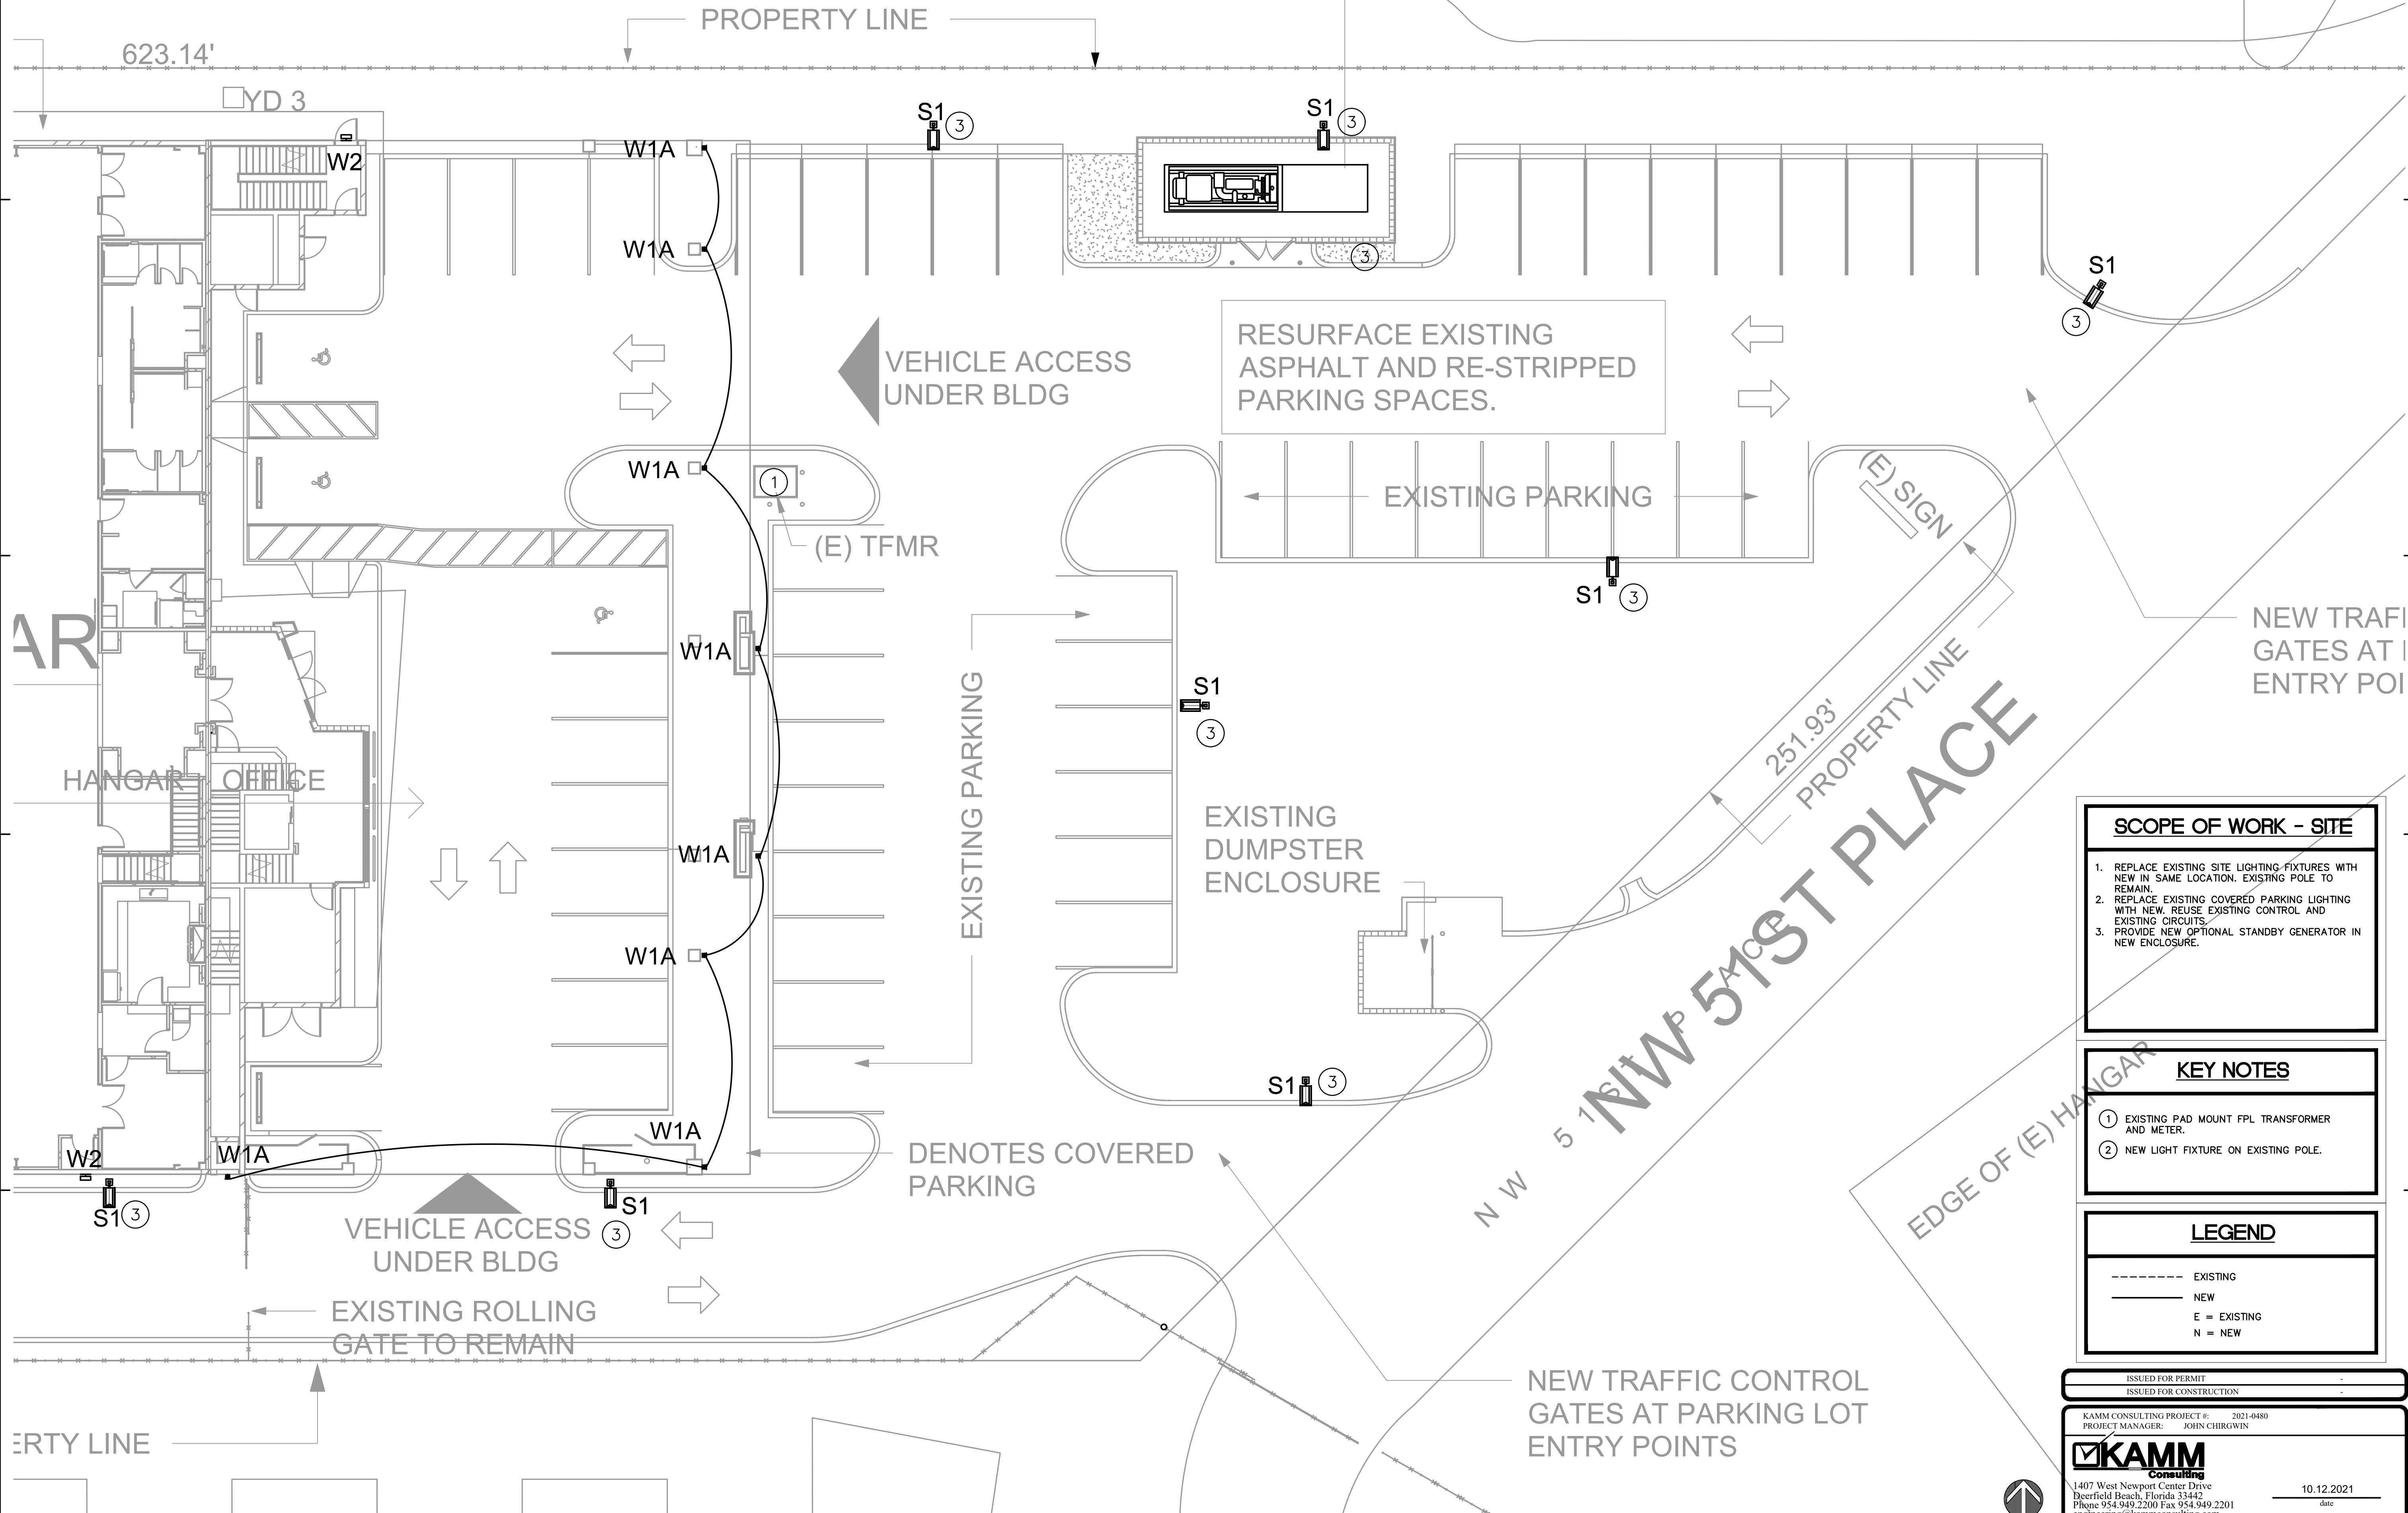 PROPERTY LINE
623.14'
YD 3
W2
W1A
S1
3
S1
3
W1A
3
S1
3
VEHICLE ACCESS
UNDER BLDG
RESURFACE EXISTING
ASPHALT AND RE-STRIPPED
PARKING SPACES.
W1A
1
(E) TFMR
EXISTING PARKING
(E) SIGN
S1
3
NEW TRAFI
GATES AT
ENTRY POI
AR
W1A
EXISTING PARKING
S1
3
251.93'
PROPERTY LINE
HANGAR
OFFICE
W1A
EXISTING
DUMPSTER
ENCLOSURE
W1A
NW 51ST PLACE
NW 51ST PLACE
S1
3
W1A
DENOTES COVERED
PARKING
W2
W1A
S1
3
S1
3
VEHICLE ACCESS
UNDER BLDG
EXISTING ROLLING
GATE TO REMAIN
ERTY LINE
NEW TRAFFIC CONTROL
GATES AT PARKING LOT
ENTRY POINTS
EDGE OF (E) HANGAR
SCOPE OF WORK - SITE
1. REPLACE EXISTING SITE LIGHTING FIXTURES WITH
NEW IN SAME LOCATION. EXISTING POLE TO
REMAIN.
2. REPLACE EXISTING COVERED PARKING LIGHTING
WITH NEW. REUSE EXISTING CONTROL AND
EXISTING CIRCUITS.
3. PROVIDE NEW OPTIONAL STANDBY GENERATOR IN
NEW ENCLOSURE.
KEY NOTES
1 EXISTING PAD MOUNT FPL TRANSFORMER
AND METER.
2 NEW LIGHT FIXTURE ON EXISTING POLE.
LEGEND
EXISTING
NEW
E = EXISTING
N = NEW
ISSUED FOR PERMIT -
ISSUED FOR CONSTRUCTION -
KAMM CONSULTING PROJECT #: 2021-0480
PROJECT MANAGER: JOHN CHIRGWIN
KAMM
Consulting
1407 West Newport Center Drive
Deerfield Beach, Florida 33442
Phone 954.949.2200 Fax 954.949.2201
10.12.2021
date